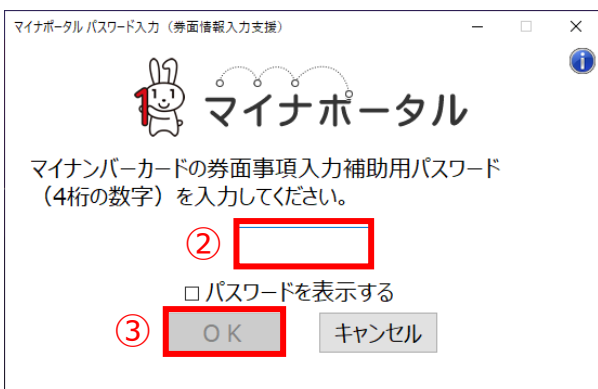 マイナポータル パスワード入力（券面情報入力支援）
1
マイナポータル
マイナンバーカードの券面事項入力補助用パスワード
（4桁の数字）を入力してください。
②
パスワードを表示する
③ ＯＫ キャンセル